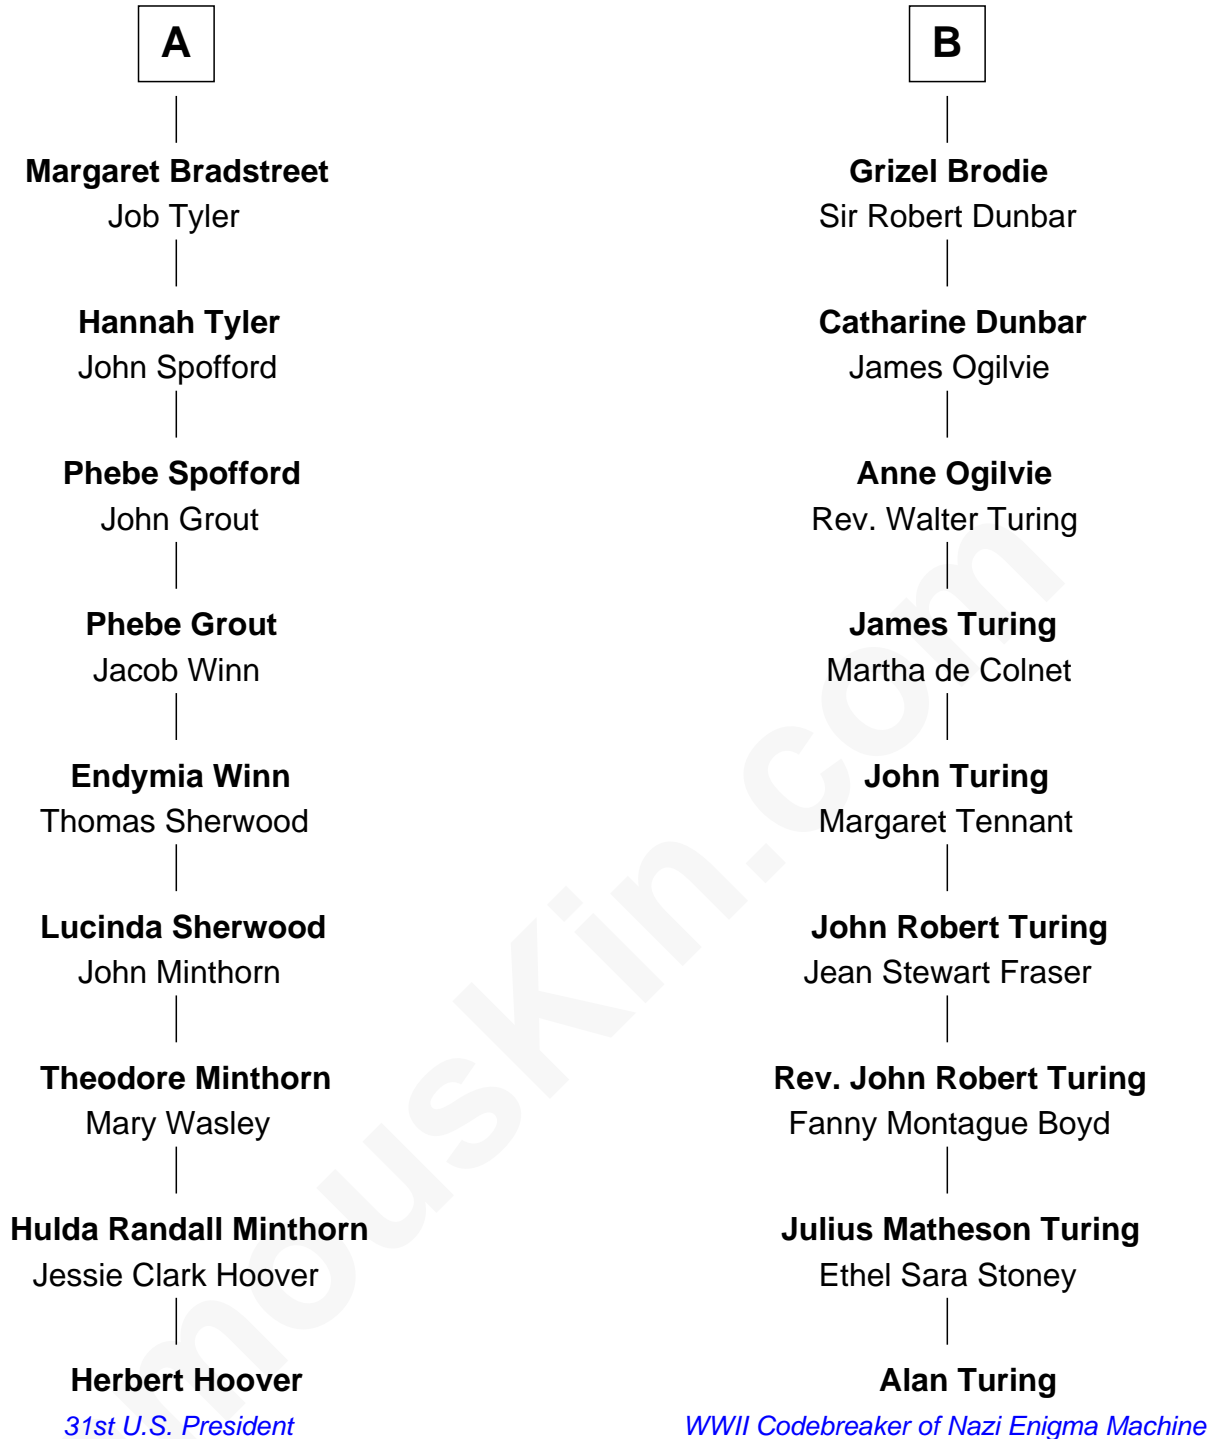 A
Margaret Bradstreet
Job Tyler
Hannah Tyler
John Spofford
Phebe Spofford
John Grout
Phebe Grout
Jacob Winn
Endymia Winn
Thomas Sherwood
Lucinda Sherwood
John Minthorn
Theodore Minthorn
Mary Wasley
Hulda Randall Minthorn
Jessie Clark Hoover
Herbert Hoover
31st U.S. President
B
Grizel Brodie
Sir Robert Dunbar
Catharine Dunbar
James Ogilvie
Anne Ogilvie
Rev. Walter Turing
James Turing
Martha de Colnet
John Turing
Margaret Tennant
John Robert Turing
Jean Stewart Fraser
Rev. John Robert Turing
Fanny Montague Boyd
Julius Matheson Turing
Ethel Sara Stoney
Alan Turing
WWII Codebreaker of Nazi Enigma Machine
mousKin.com